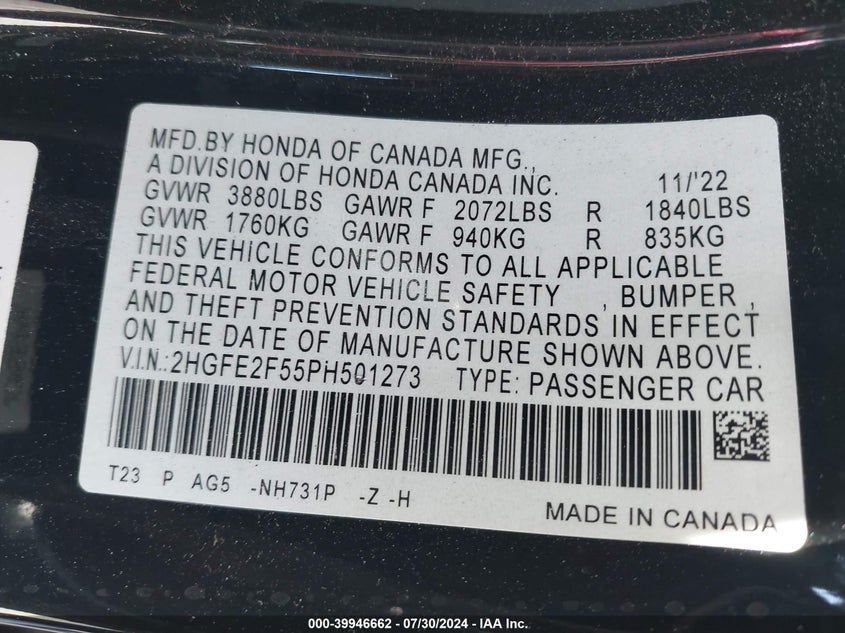 MFD.BY HONDA OF CANADA MFG.,
A DIVISION OF HONDA CANADA INC. 11/'22
GVWR 3880LBS GAWR F 2072LBS R 1840LBS
GVWR 1760KG GAWR F 940KG R 835KG
THIS VEHICLE CONFORMS TO ALL APPLICABLE
FEDERAL MOTOR VEHICLE SAFETY , BUMPER ,
AND THEFT PREVENTION STANDARDS IN EFFECT
ON THE DATE OF MANUFACTURE SHOWN ABOVE.
V.I.N.:2HGFE2F55PH501273 TYPE: PASSENGER CAR
T23 P AG5 -NH731P -Z -H
MADE IN CANADA
000-39946662 - 07/30/2024 - IAA Inc.